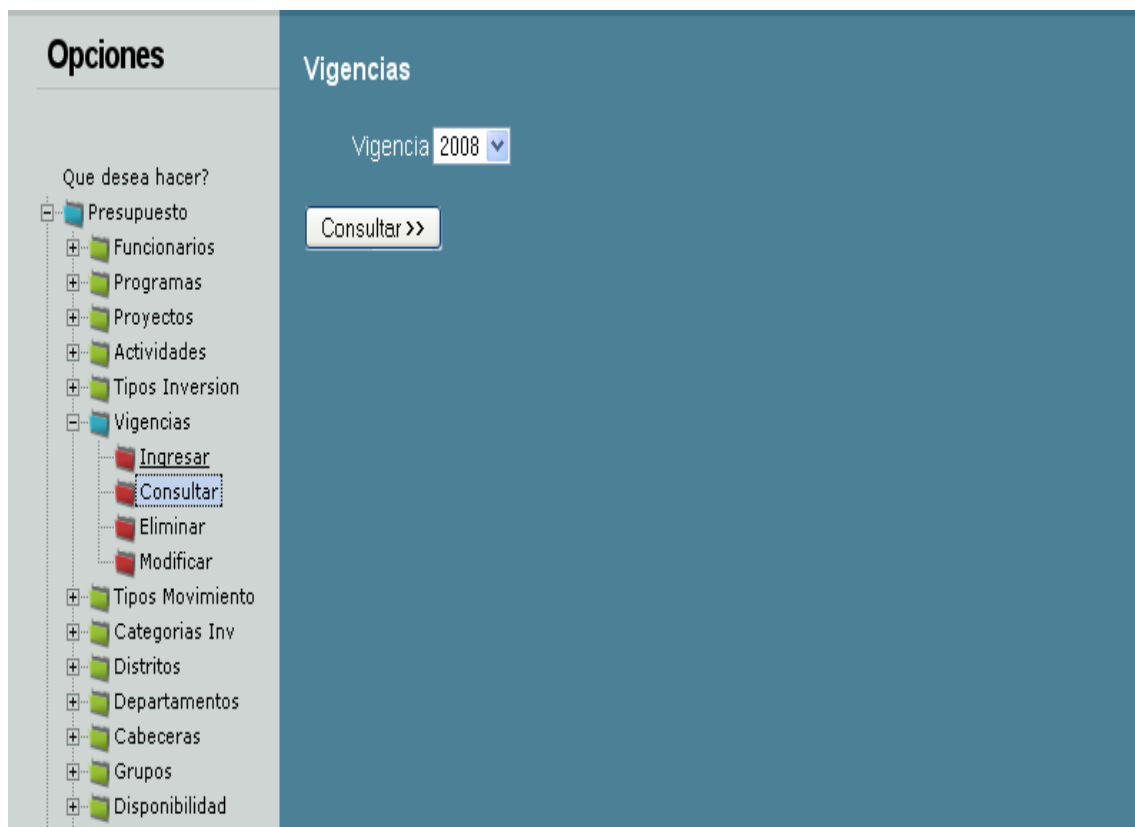 Opciones
Que desea hacer?
Presupuesto
Funcionarios
Programas
Proyectos
Actividades
Tipos Inversion
Vigencias
Ingresar
Consultar
Eliminar
Modificar
Tipos Movimiento
Categorias Inv
Distritos
Departamentos
Cabeceras
Grupos
Disponibilidad
Vigencias
Vigencia 2008
Consultar >>